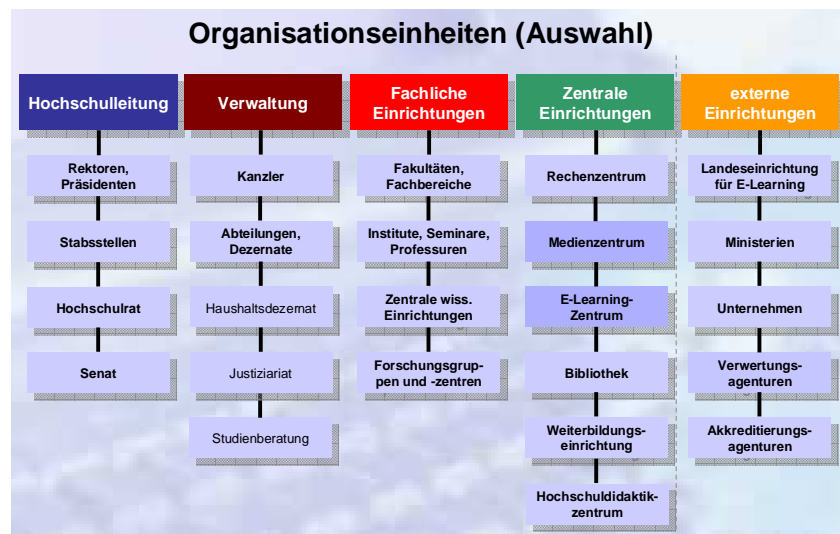 Organisationseinheiten (Auswahl)
Hochschulleitung
Rektoren,
Präsidenten
Stabsstellen
Hochschulrat
Senat
Verwaltung
Kanzler
Abteilungen,
Dezernate
Haushaltsdezernat
Justiziariat
Studienberatung
Fachliche
Einrichtungen
Fakultäten,
Fachbereiche
Institute, Seminare,
Professuren
Zentrale wiss.
Einrichtungen
Forschungsgrup-
pen und -zentren
Zentrale
Einrichtungen
Rechenzentrum
Medienzentrum
E-Learning-
Zentrum
Bibliothek
Weiterbildungs-
einrichtung
Hochschuldidaktik-
zentrum
externe
Einrichtungen
Landeseinrichtung
für E-Learning
Ministerien
Unternehmen
Verwertungs-
agenturen
Akkreditierungs-
agenturen